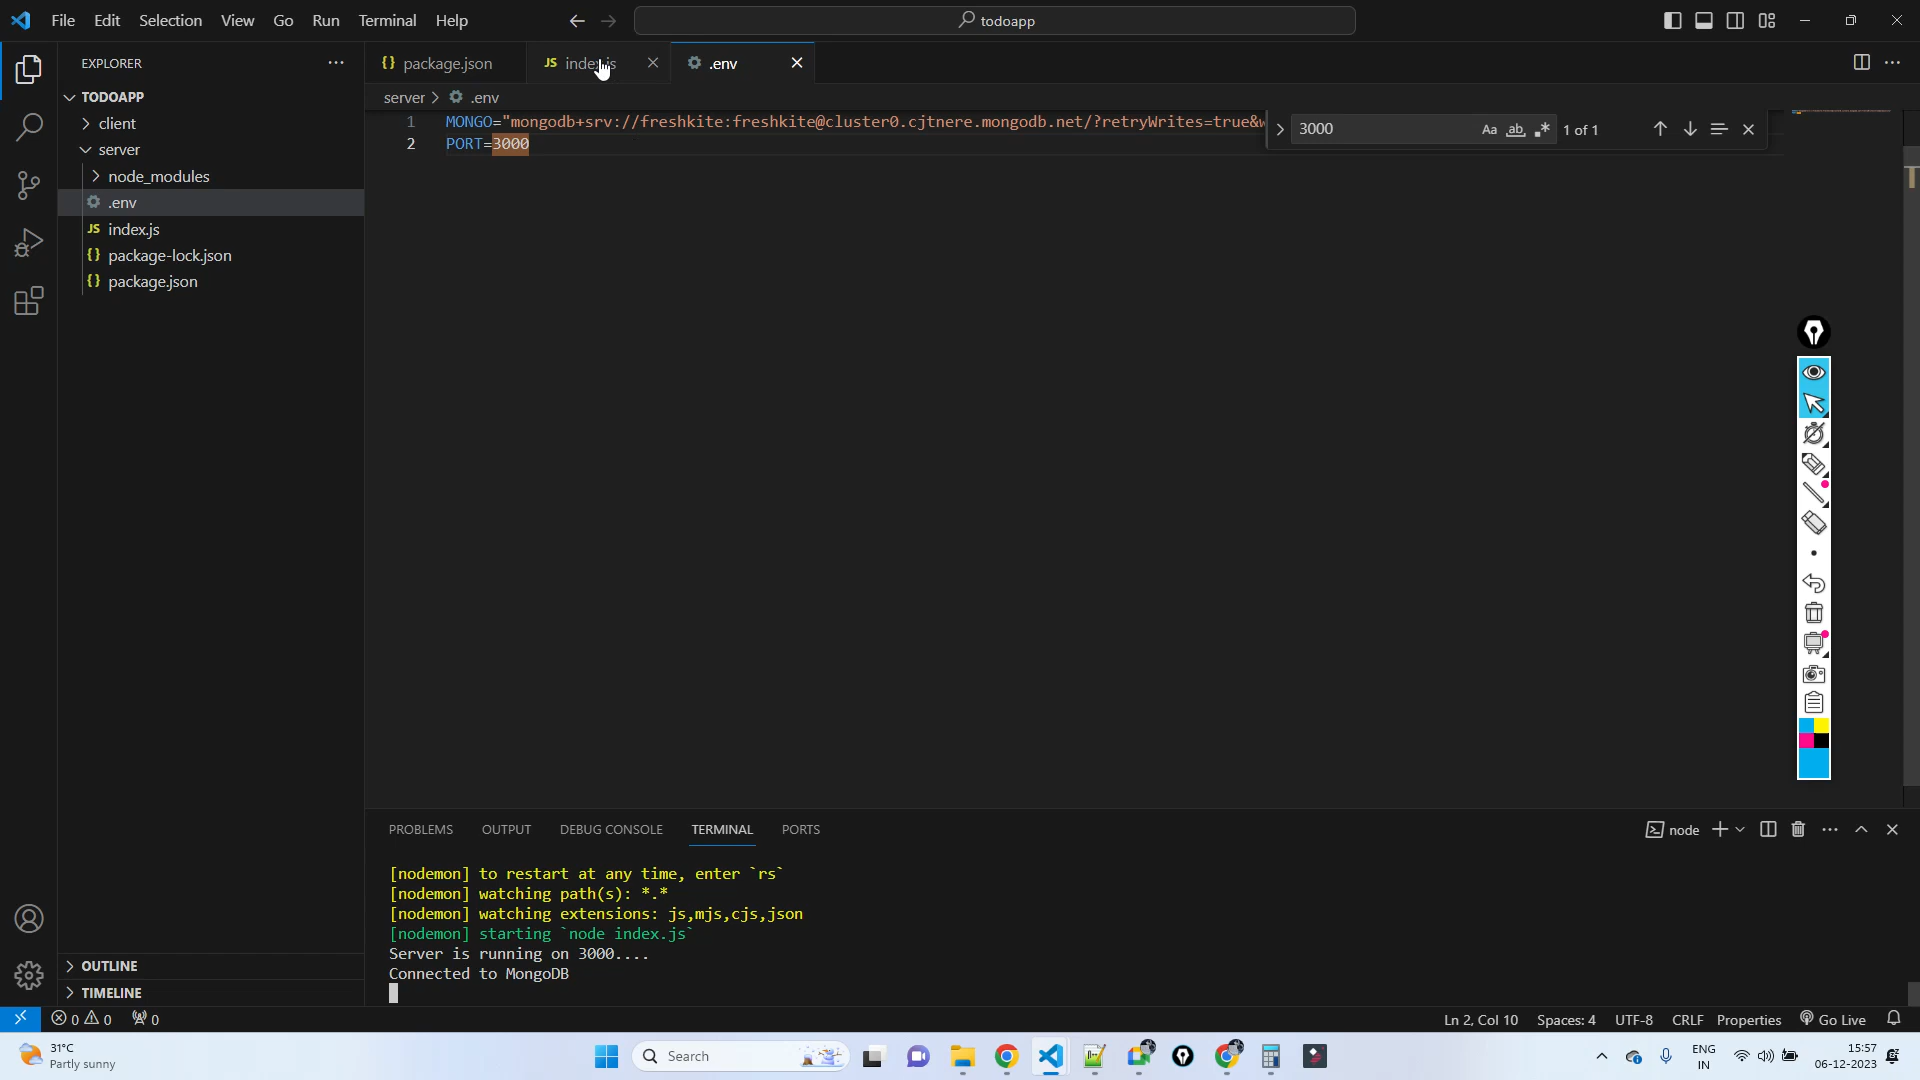 File Edit Selection View Go Run Terminal Help
todoapp
EXPLORER
TODOAPP
client
server
node_modules
.env
index.js
package-lock.json
package.json
OUTLINE
TIMELINE
{} package.json
JS index.js
.env
server > .env
1 MONGO="mongodb+srv://freshkite:freshkite@cluster0.cjtnere.mongodb.net/?retryWrites=true&w
2 PORT=3000
3000
Aa ab .* 1 of 1
PROBLEMS OUTPUT DEBUG CONSOLE TERMINAL PORTS
node
[nodemon] to restart at any time, enter `rs`
[nodemon] watching path(s): *.*
[nodemon] watching extensions: js,mjs,cjs,json
[nodemon] starting `node index.js`
Server is running on 3000....
Connected to MongoDB
0 0 0
Ln 2, Col 10 Spaces: 4 UTF-8 CRLF Properties Go Live
31°C
Partly sunny
Search
ENG
IN
15:57
06-12-2023